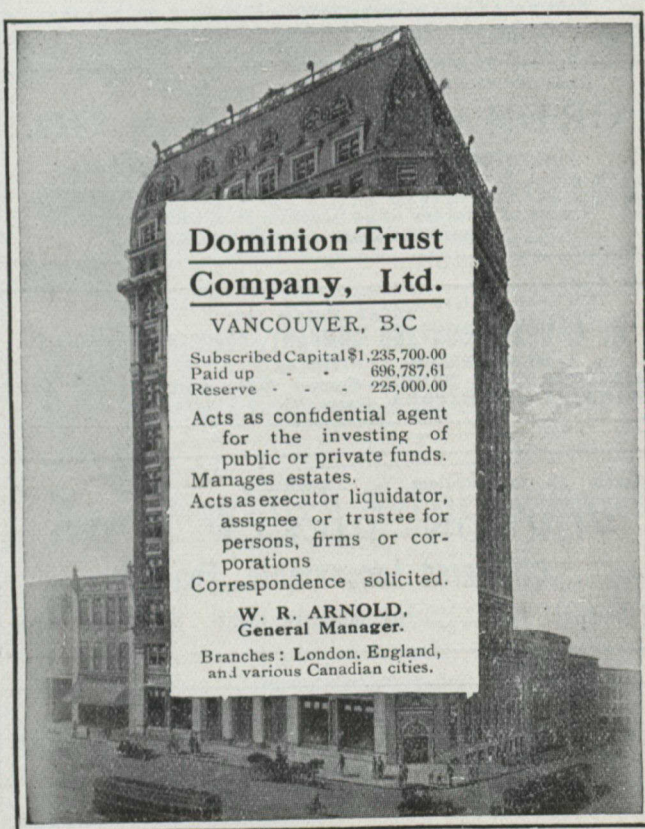 Dominion Trust
Company, Ltd.
VANCOUVER, B.C
Subscribed Capital $1,235,700.00
Paid up - - 696,787,61
Reserve - - - 225,000.00
Acts as confidential agent
for the investing of
public or private funds.
Manages estates.
Acts as executor liquidator,
assignee or trustee for
persons, firms or cor-
porations
Correspondence solicited.
W. R. ARNOLD,
General Manager.
Branches: London, England,
and various Canadian cities.